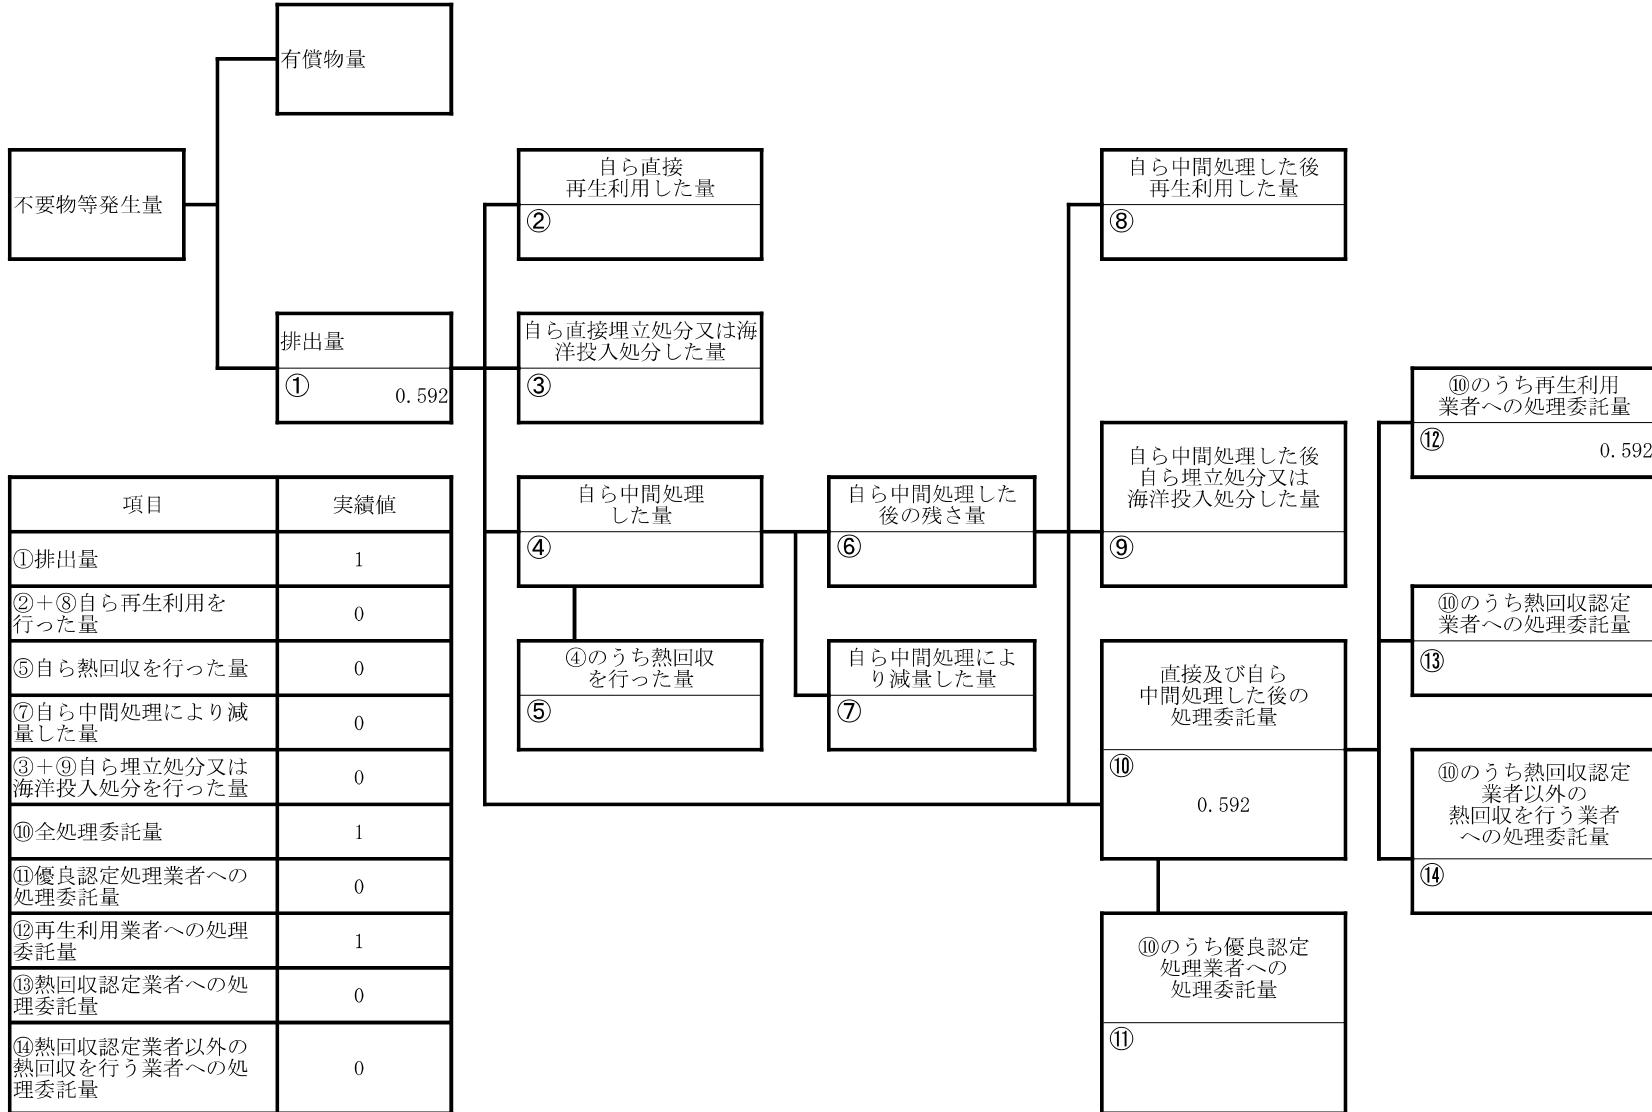 有償物量
不要物等発生量
自ら直接
再生利用した量
②
自ら中間処理した後
再生利用した量
⑧
排出量
①
0.592
自ら直接埋立処分又は海
洋投入処分した量
③
⑩のうち再生利用
業者への処理委託量
⑫
0.592
自ら中間処理
した量
④
自ら中間処理した
後の残さ量
⑥
自ら中間処理した後
自ら埋立処分又は
海洋投入処分した量
⑨
④のうち熱回収
を行った量
⑤
自ら中間処理によ
り減量した量
⑦
直接及び自ら
中間処理した後の
処理委託量
⑩
0.592
⑩のうち熱回収認定
業者への処理委託量
⑬
⑩のうち熱回収認定
業者以外の
熱回収を行う業者
への処理委託量
⑭
⑩のうち優良認定
処理業者への
処理委託量
⑪
項目 実績値
①排出量 1
②＋⑧自ら再生利用を
行った量 0
⑤自ら熱回収を行った量 0
⑦自ら中間処理により減
量した量 0
③＋⑨自ら埋立処分又は
海洋投入処分を行った量 0
⑩全処理委託量 1
⑪優良認定処理業者への
処理委託量 0
⑫再生利用業者への処理
委託量 1
⑬熱回収認定業者への処
理委託量 0
⑭熱回収認定業者以外の
熱回収を行う業者への処 0
理委託量